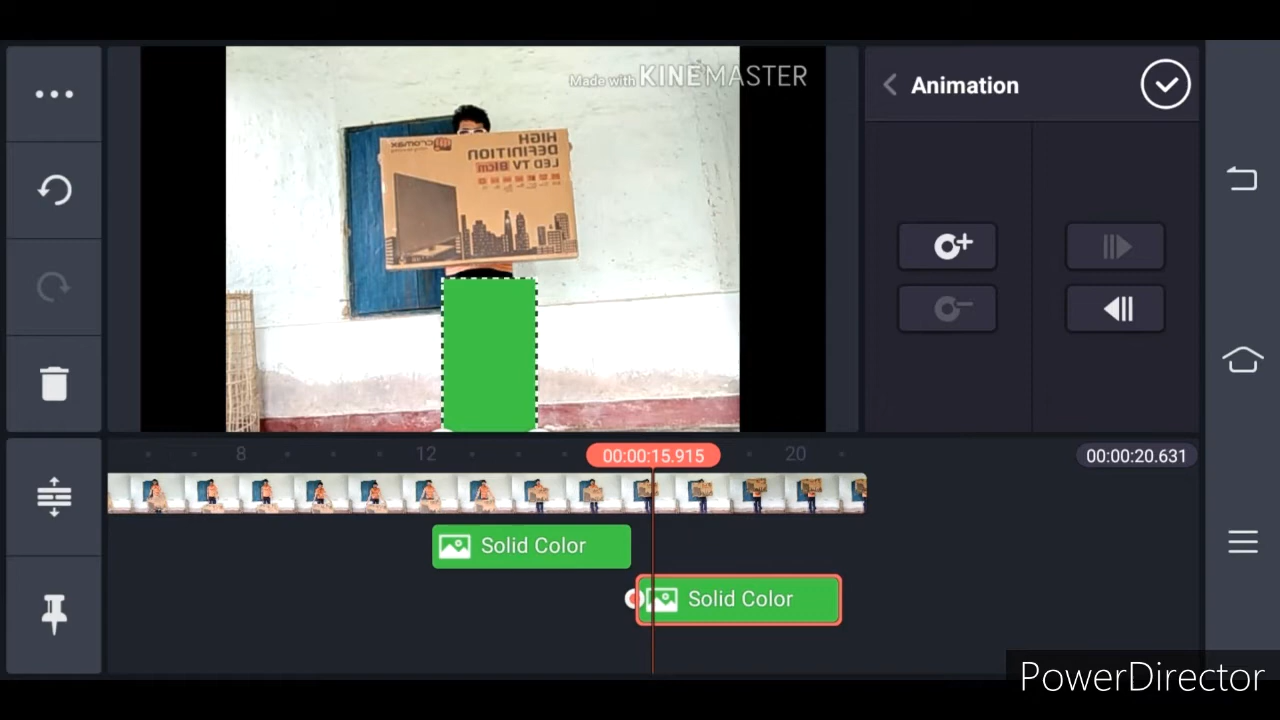 Made with KINEMASTER
Animation
Micromax
HIGH
DEFINITION
LED TV 81cm
8
12
00:00:15.915
20
00:00:20.631
Solid Color
Solid Color
PowerDirector